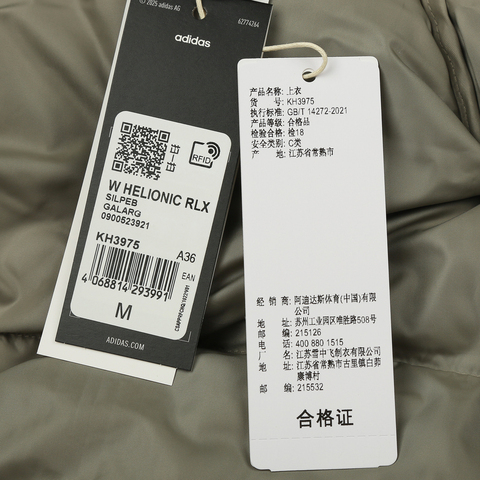 © 2025 adidas AG
62774264
adidas
RFID
W HELIONIC RLX
SILPEB
GALARG
0900523921
KH3975
A36
EAN
4 068814 293991
M
ADIDAS.COM
产品名称: 上衣
货 号: KH3975
执行标准: GB/T 14272-2021
产品等级: 合格品
检验合格: 检18
安全类别: C类
产 地: 江苏省常熟市
经 销 商: 阿迪达斯体育(中国)有限
公司
地 址: 苏州工业园区唯胜路508号
邮 编: 215126
电 话: 400 880 1515
厂 名: 江苏雪中飞制衣有限公司
地 址: 江苏省常熟市古里镇白茆
康博村
邮 编: 215532
合格证